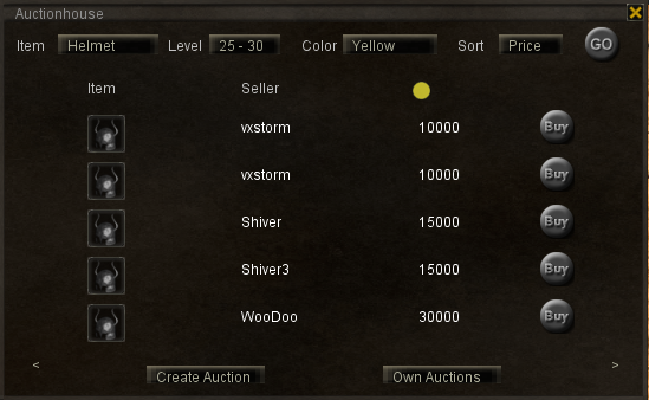 Auctionhouse
Item Helmet Level 25 - 30 Color Yellow Sort Price GO
Item Seller
vxstorm 10000 Buy
vxstorm 10000 Buy
Shiver 15000 Buy
Shiver3 15000 Buy
WooDoo 30000 Buy
< >
Create Auction Own Auctions